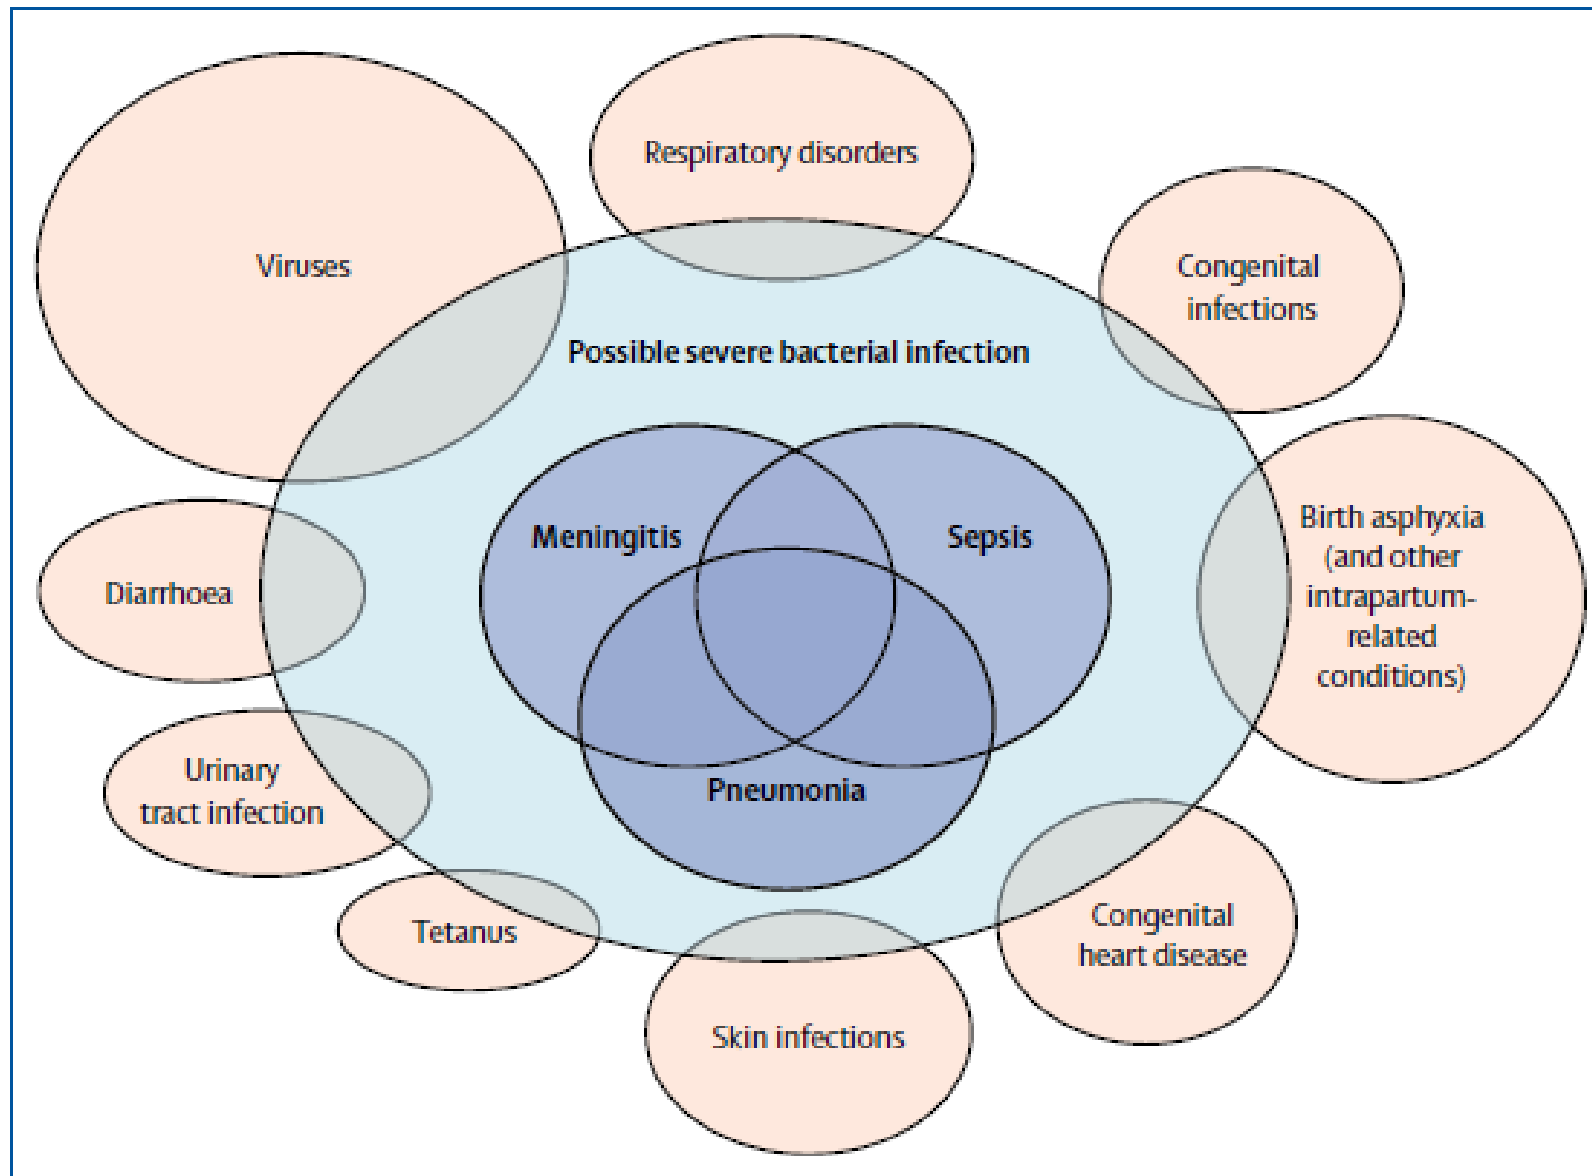 Respiratory disorders
Viruses
Congenital
infections
Possible severe bacterial infection
Meningitis
Sepsis
Birth asphyxia
(and other
intrapartum-
related
conditions)
Diarrhoea
Urinary
tract infection
Pneumonia
Tetanus
Congenital
heart disease
Skin infections